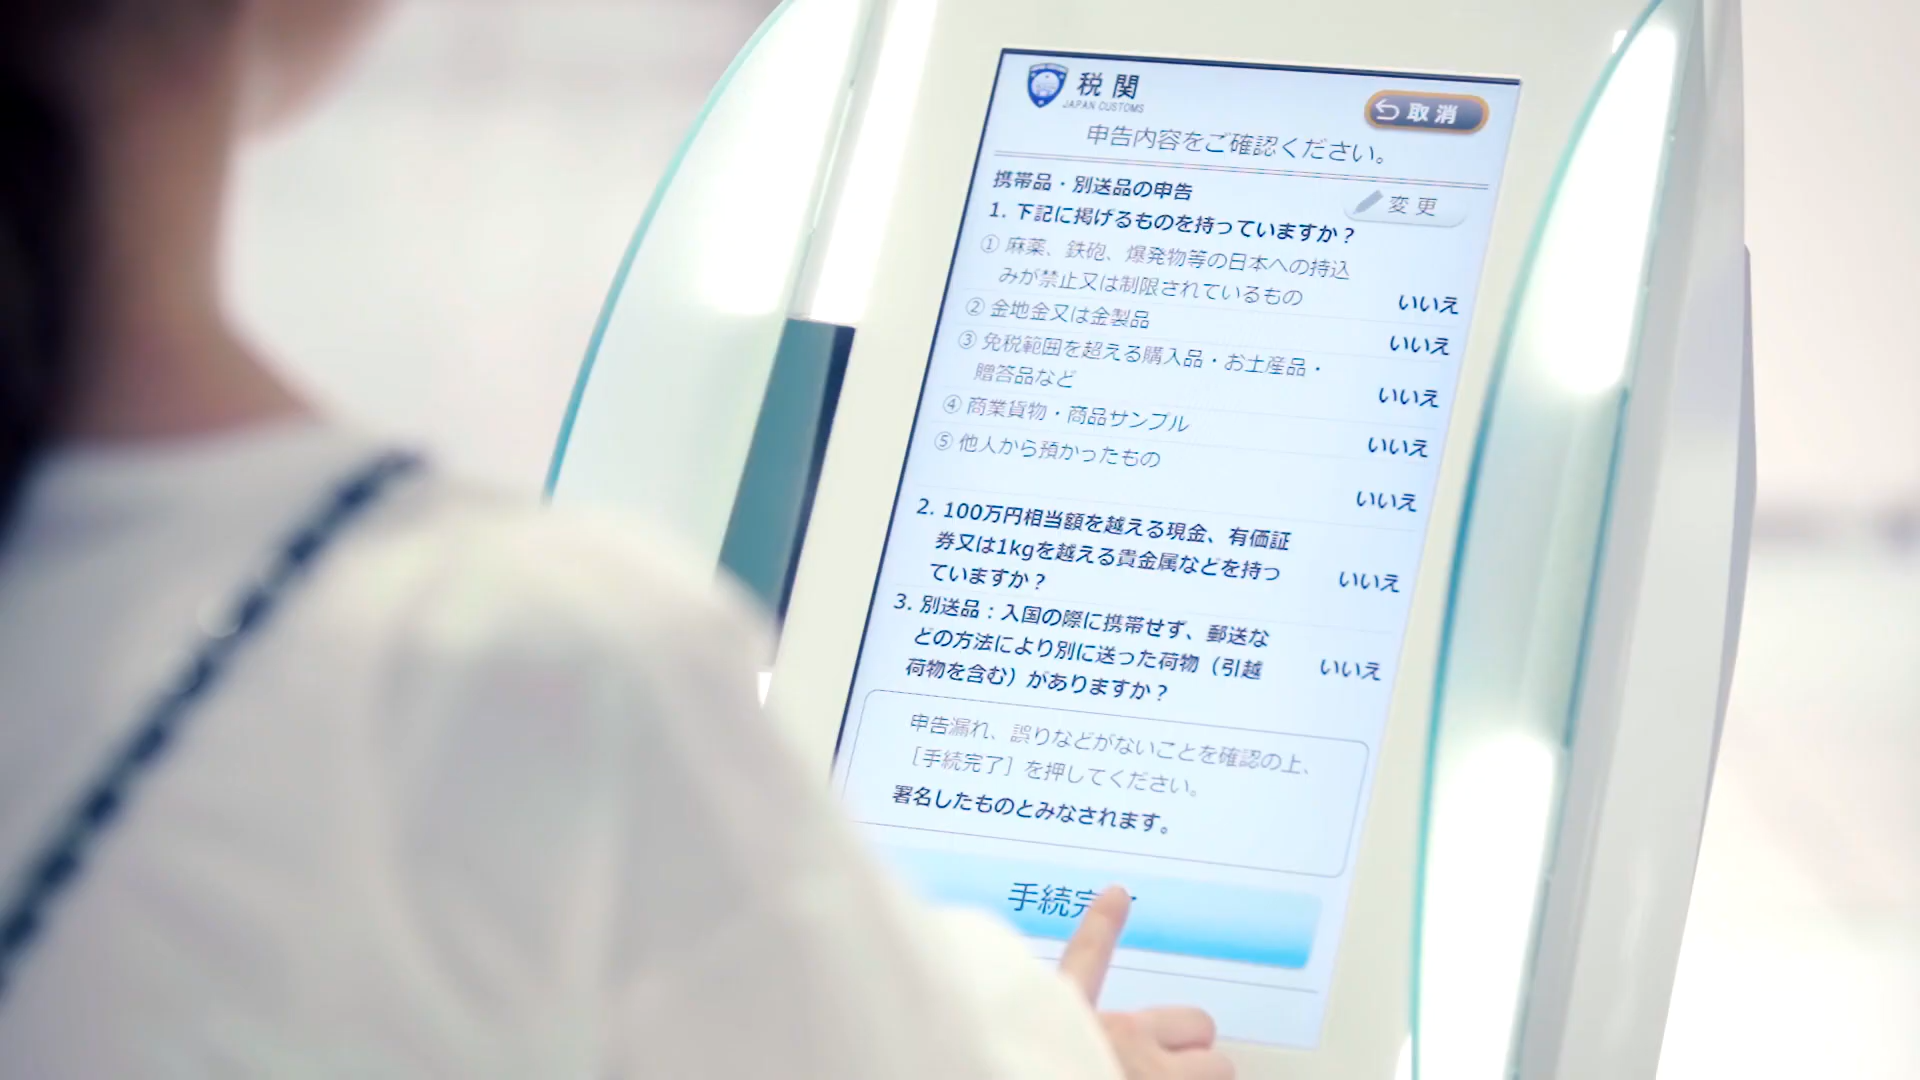 税関
JAPAN CUSTOMS
取消
申告内容をご確認ください。
携帯品・別送品の申告
変更
1. 下記に掲げるものを持っていますか?
① 麻薬、鉄砲、爆発物等の日本への持込
みが禁止又は制限されているもの
いいえ
② 金地金又は金製品
いいえ
③ 免税範囲を超える購入品・お土産品・
贈答品など
いいえ
④ 商業貨物・商品サンプル
いいえ
⑤ 他人から預かったもの
いいえ
2. 100万円相当額を越える現金、有価証
券又は1kgを越える貴金属などを持っ
ていますか?
いいえ
3. 別送品:入国の際に携帯せず、郵送な
どの方法により別に送った荷物(引越
荷物を含む)がありますか?
いいえ
申告漏れ、誤りなどがないことを確認の上、
[手続完了]を押してください。
署名したものとみなされます。
手続完了